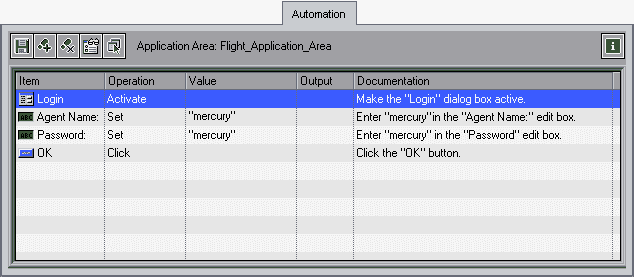 Automation
Application Area: Flight_Application_Area
Item Operation Value Output Documentation
Login Activate Make the "Login" dialog box active.
ABC Agent Name: Set "mercury" Enter "mercury"in the "Agent Name:" edit box.
ABC Password: Set "mercury" Enter "mercury" in the "Password" edit box.
OK Click Click the "OK" button.